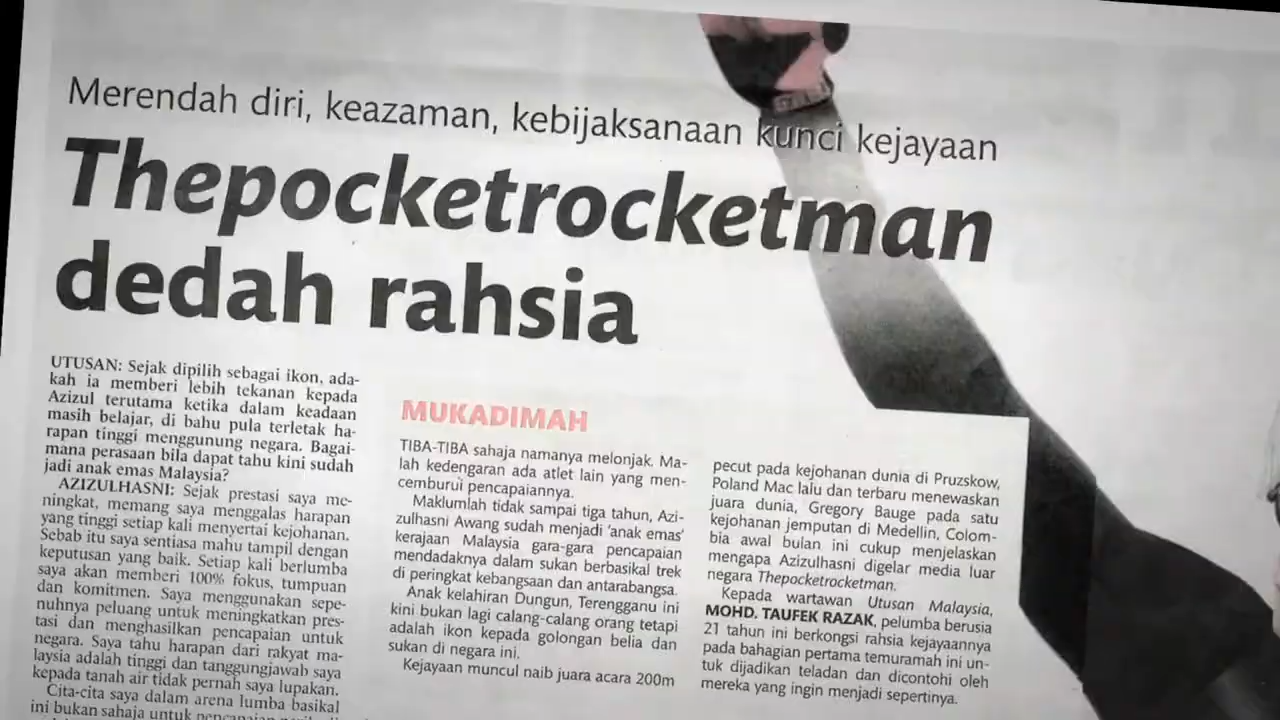 Merendah diri, keazaman, kebijaksanaan kunci kejayaan
Thepocketrocketman
dedah rahsia
UTUSAN: Sejak dipilih sebagai ikon, ada-
kah ia memberi lebih tekanan kepada
Azizul terutama ketika dalam keadaan
masih belajar, di bahu pula terletak ha-
rapan tinggi menggunung negara. Bagai-
mana perasaan bila dapat tahu kini sudah
jadi anak emas Malaysia?
AZIZULHASNI: Sejak prestasi saya me-
ningkat, memang saya menggalas harapan
yang tinggi setiap kali menyertai kejohanan.
Sebab itu saya sentiasa mahu tampil dengan
keputusan yang baik. Setiap kali berlumba
saya akan memberi 100% fokus, tumpuan
dan komitmen. Saya menggunakan sepe-
nuhnya peluang untuk meningkatkan pres-
tasi dan menghasilkan pencapaian untuk
negara. Saya tahu harapan dari rakyat ma-
laysia adalah tinggi dan tanggungjawab saya
kepada tanah air tidak pernah saya lupakan.
Cita-cita saya dalam arena lumba basikal
ini bukan sahaja untuk pencapaian
MUKADIMAH
TIBA-TIBA sahaja namanya melonjak. Ma-
lah kedengaran ada atlet lain yang men-
cemburui pencapaiannya.
Maklumlah tidak sampai tiga tahun, Azi-
zulhasni Awang sudah menjadi 'anak emas'
kerajaan Malaysia gara-gara pencapaian
mendadaknya dalam sukan berbasikal trek
di peringkat kebangsaan dan antarabangsa.
Anak kelahiran Dungun, Terengganu ini
kini bukan lagi calang-calang orang tetapi
adalah ikon kepada golongan belia dan
sukan di negara ini.
Kejayaan muncul naib juara acara 200m
pecut pada kejohanan dunia di Pruzskow,
Poland Mac lalu dan terbaru menewaskan
juara dunia, Gregory Bauge pada satu
kejohanan jemputan di Medellin, Colom-
bia awal bulan ini cukup menjelaskan
mengapa Azizulhasni digelar media luar
negara Thepocketrocketman.
Kepada wartawan Utusan Malaysia,
MOHD. TAUFEK RAZAK, pelumba berusia
21 tahun ini berkongsi rahsia kejayaannya
pada bahagian pertama temuramah ini un-
tuk dijadikan teladan dan dicontohi oleh
mereka yang ingin menjadi sepertinya.